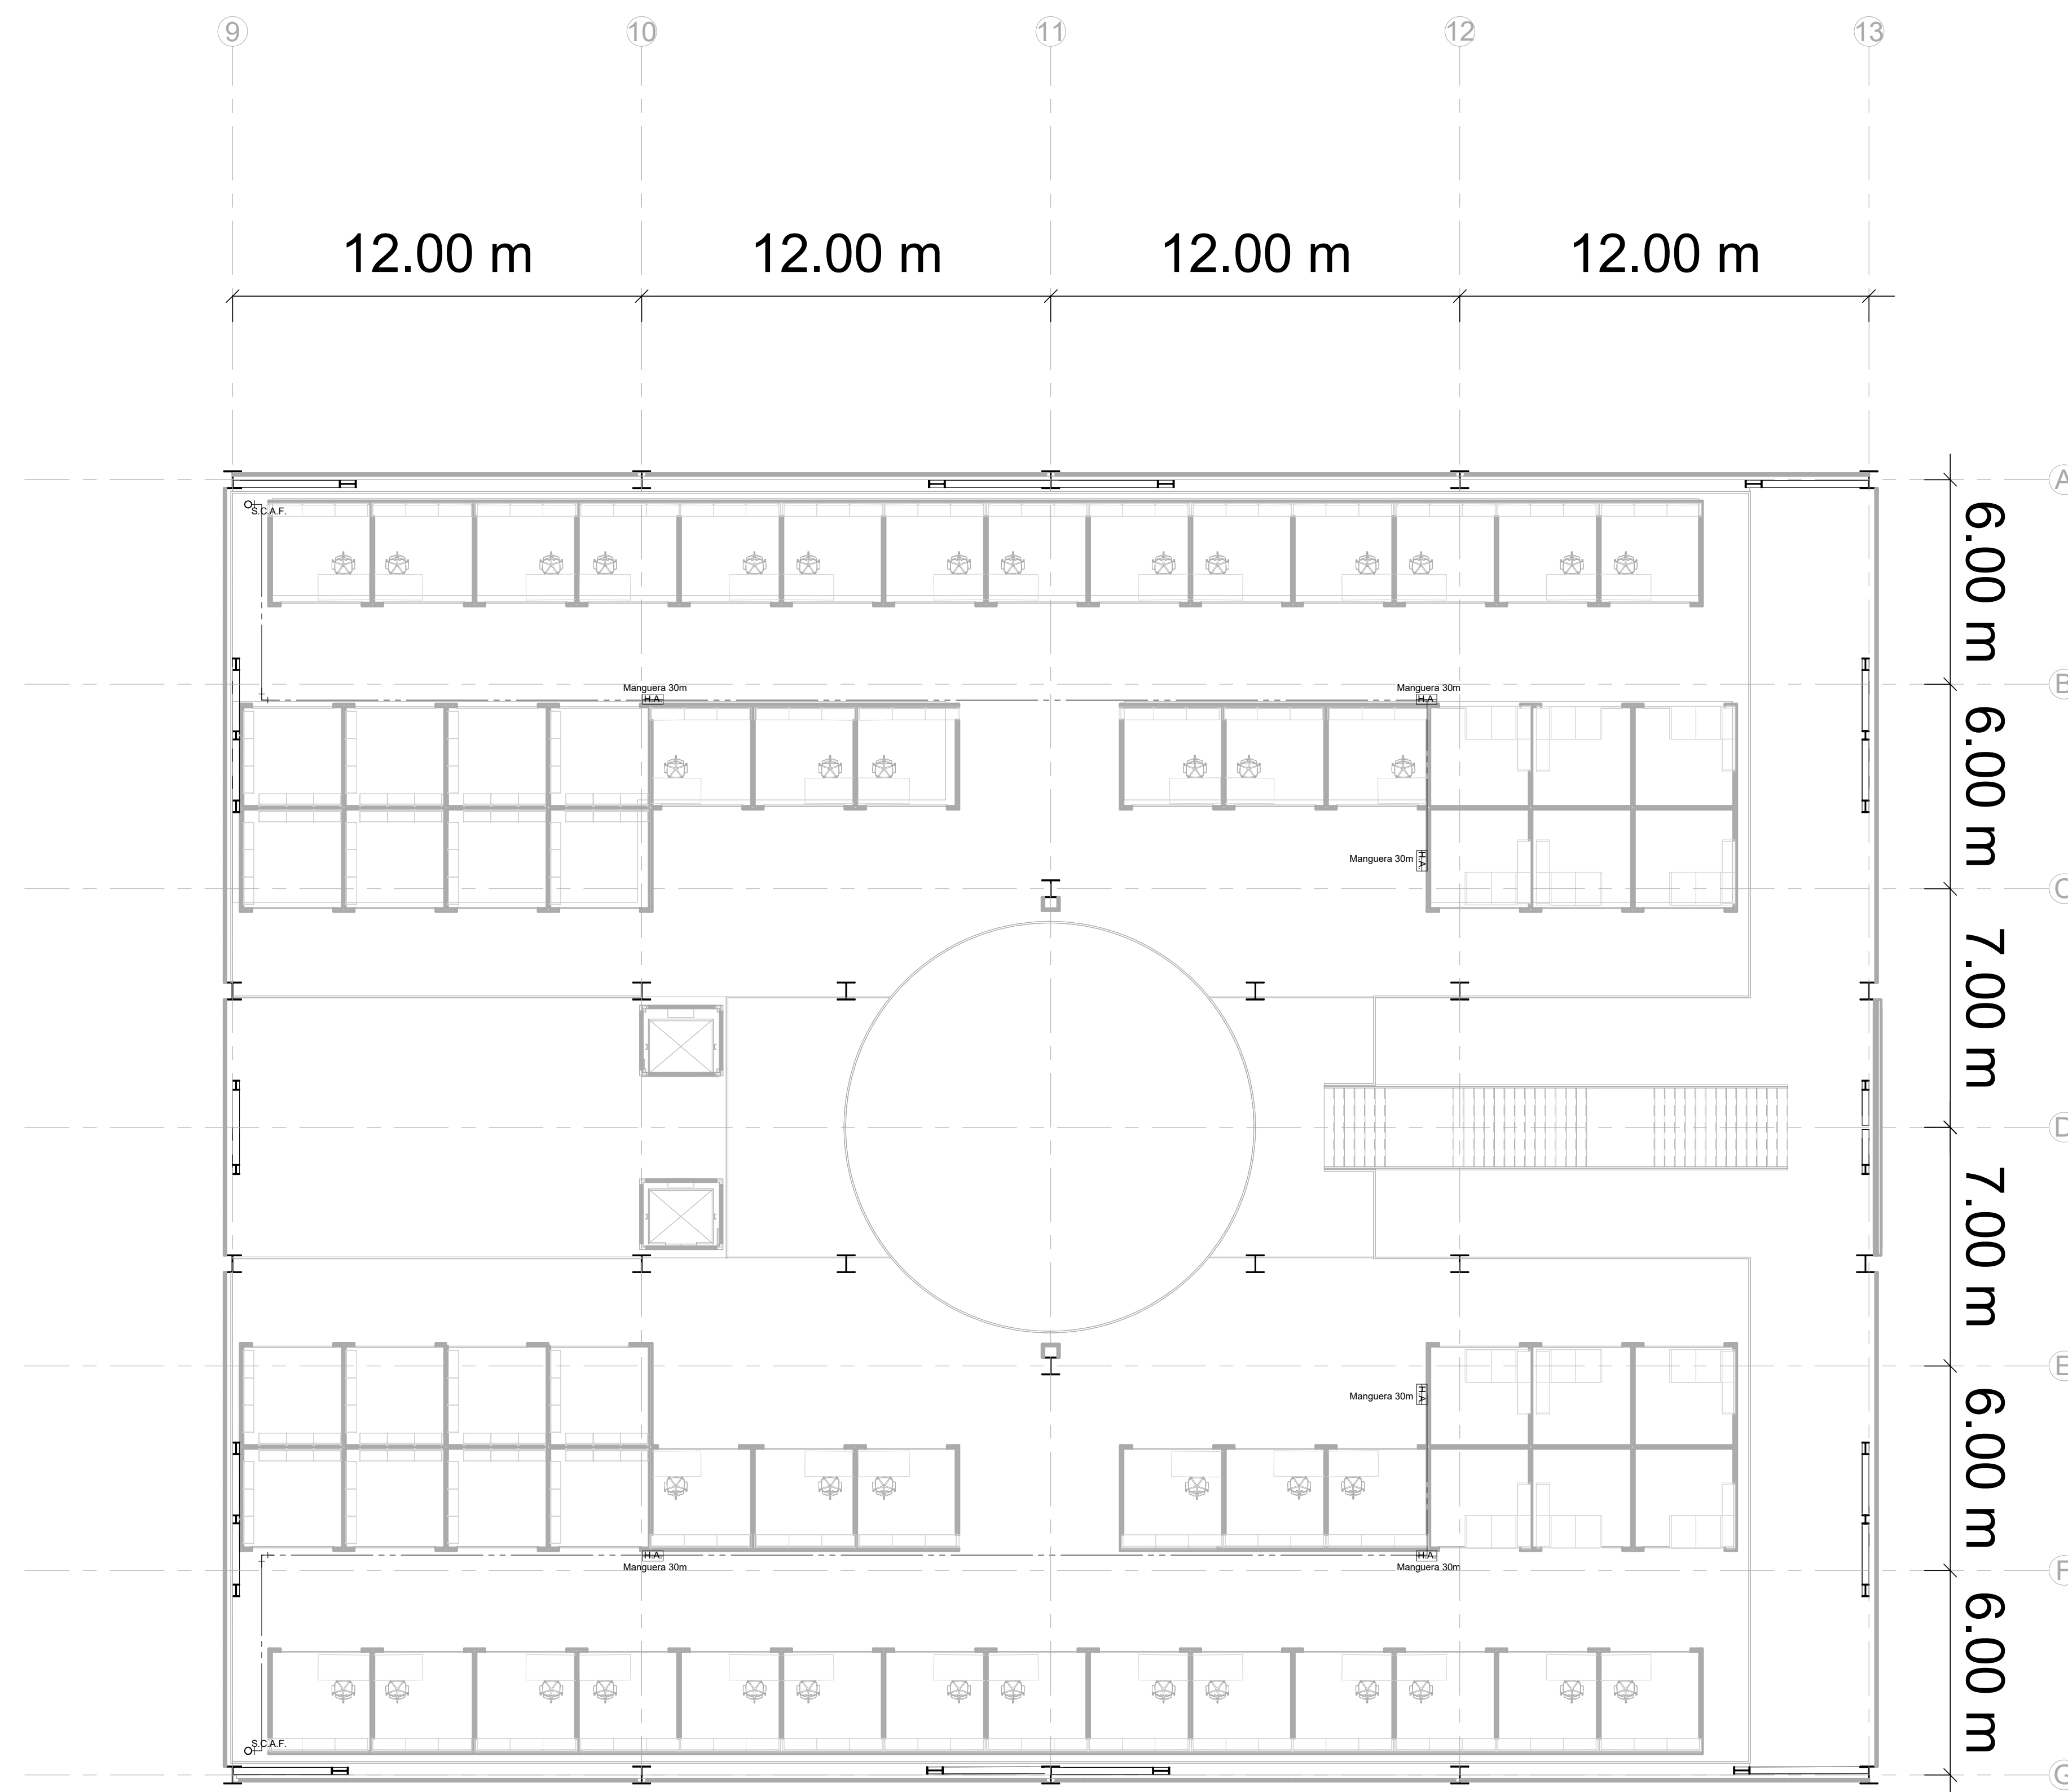 9 10 11 12 13
12.00 m 12.00 m 12.00 m 12.00 m
A
S.C.A.F.
6.00 m
B
Manguera 30m Manguera 30m
H.A. H.A.
6.00 m
Manguera 30m H.A.
C
7.00 m
D
7.00 m
E
Manguera 30m H.A.
6.00 m
H.A. H.A.
Manguera 30m Manguera 30m
F
6.00 m
S.C.A.F.
G